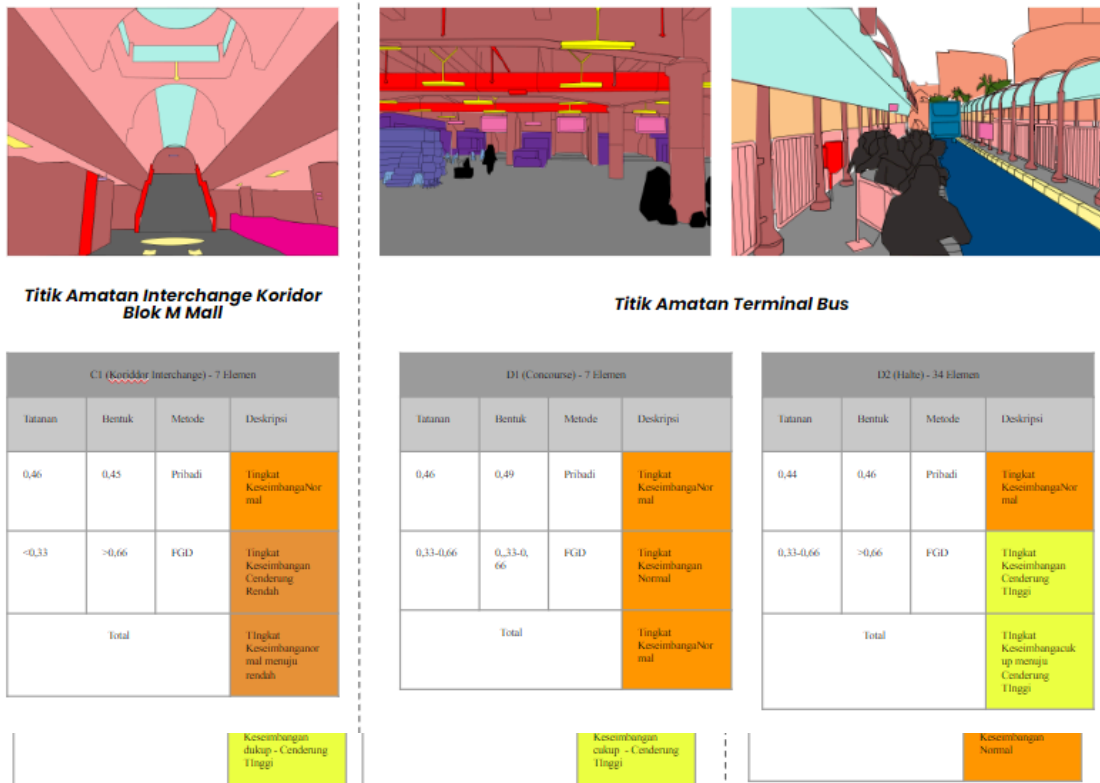 Titik Amatan Interchange Koridor
Blok M Mall
Titik Amatan Terminal Bus
C1 (Koriddor Interchange) - 7 Elemen
Tatanan
Bentuk
Metode
Deskripsi
0,46
0,45
Pribadi
Tingkat
KeseimbangaNor
mal
<0,33
>0,66
FGD
Tingkat
Keseimbangan
Cenderung
Rendah
Total
TIngkat
Keseimbanganor
mal menuju
rendah
D1 (Concourse) - 7 Elemen
Tatanan
Bentuk
Metode
Deskripsi
0,46
0,49
Pribadi
Tingkat
KeseimbangaNor
mal
0,33-0,66
0,,33-0,
66
FGD
Tingkat
Keseimbangan
Normal
Total
Tingkat
KeseimbangaNor
mal
D2 (Halte) - 34 Elemen
Tatanan
Bentuk
Metode
Deskripsi
0,44
0,46
Pribadi
Tingkat
KeseimbangaNor
mal
0,33-0,66
>0,66
FGD
TIngkat
Keseimbangan
Cenderung
TInggi
Total
TIngkat
Keseimbangacuk
up menuju
Cenderung
TInggi
Keseimbangan
dukup - Cenderung
TInggi
Keseimbangan
cukup - Cenderung
TInggi
Keseimbangan
Normal